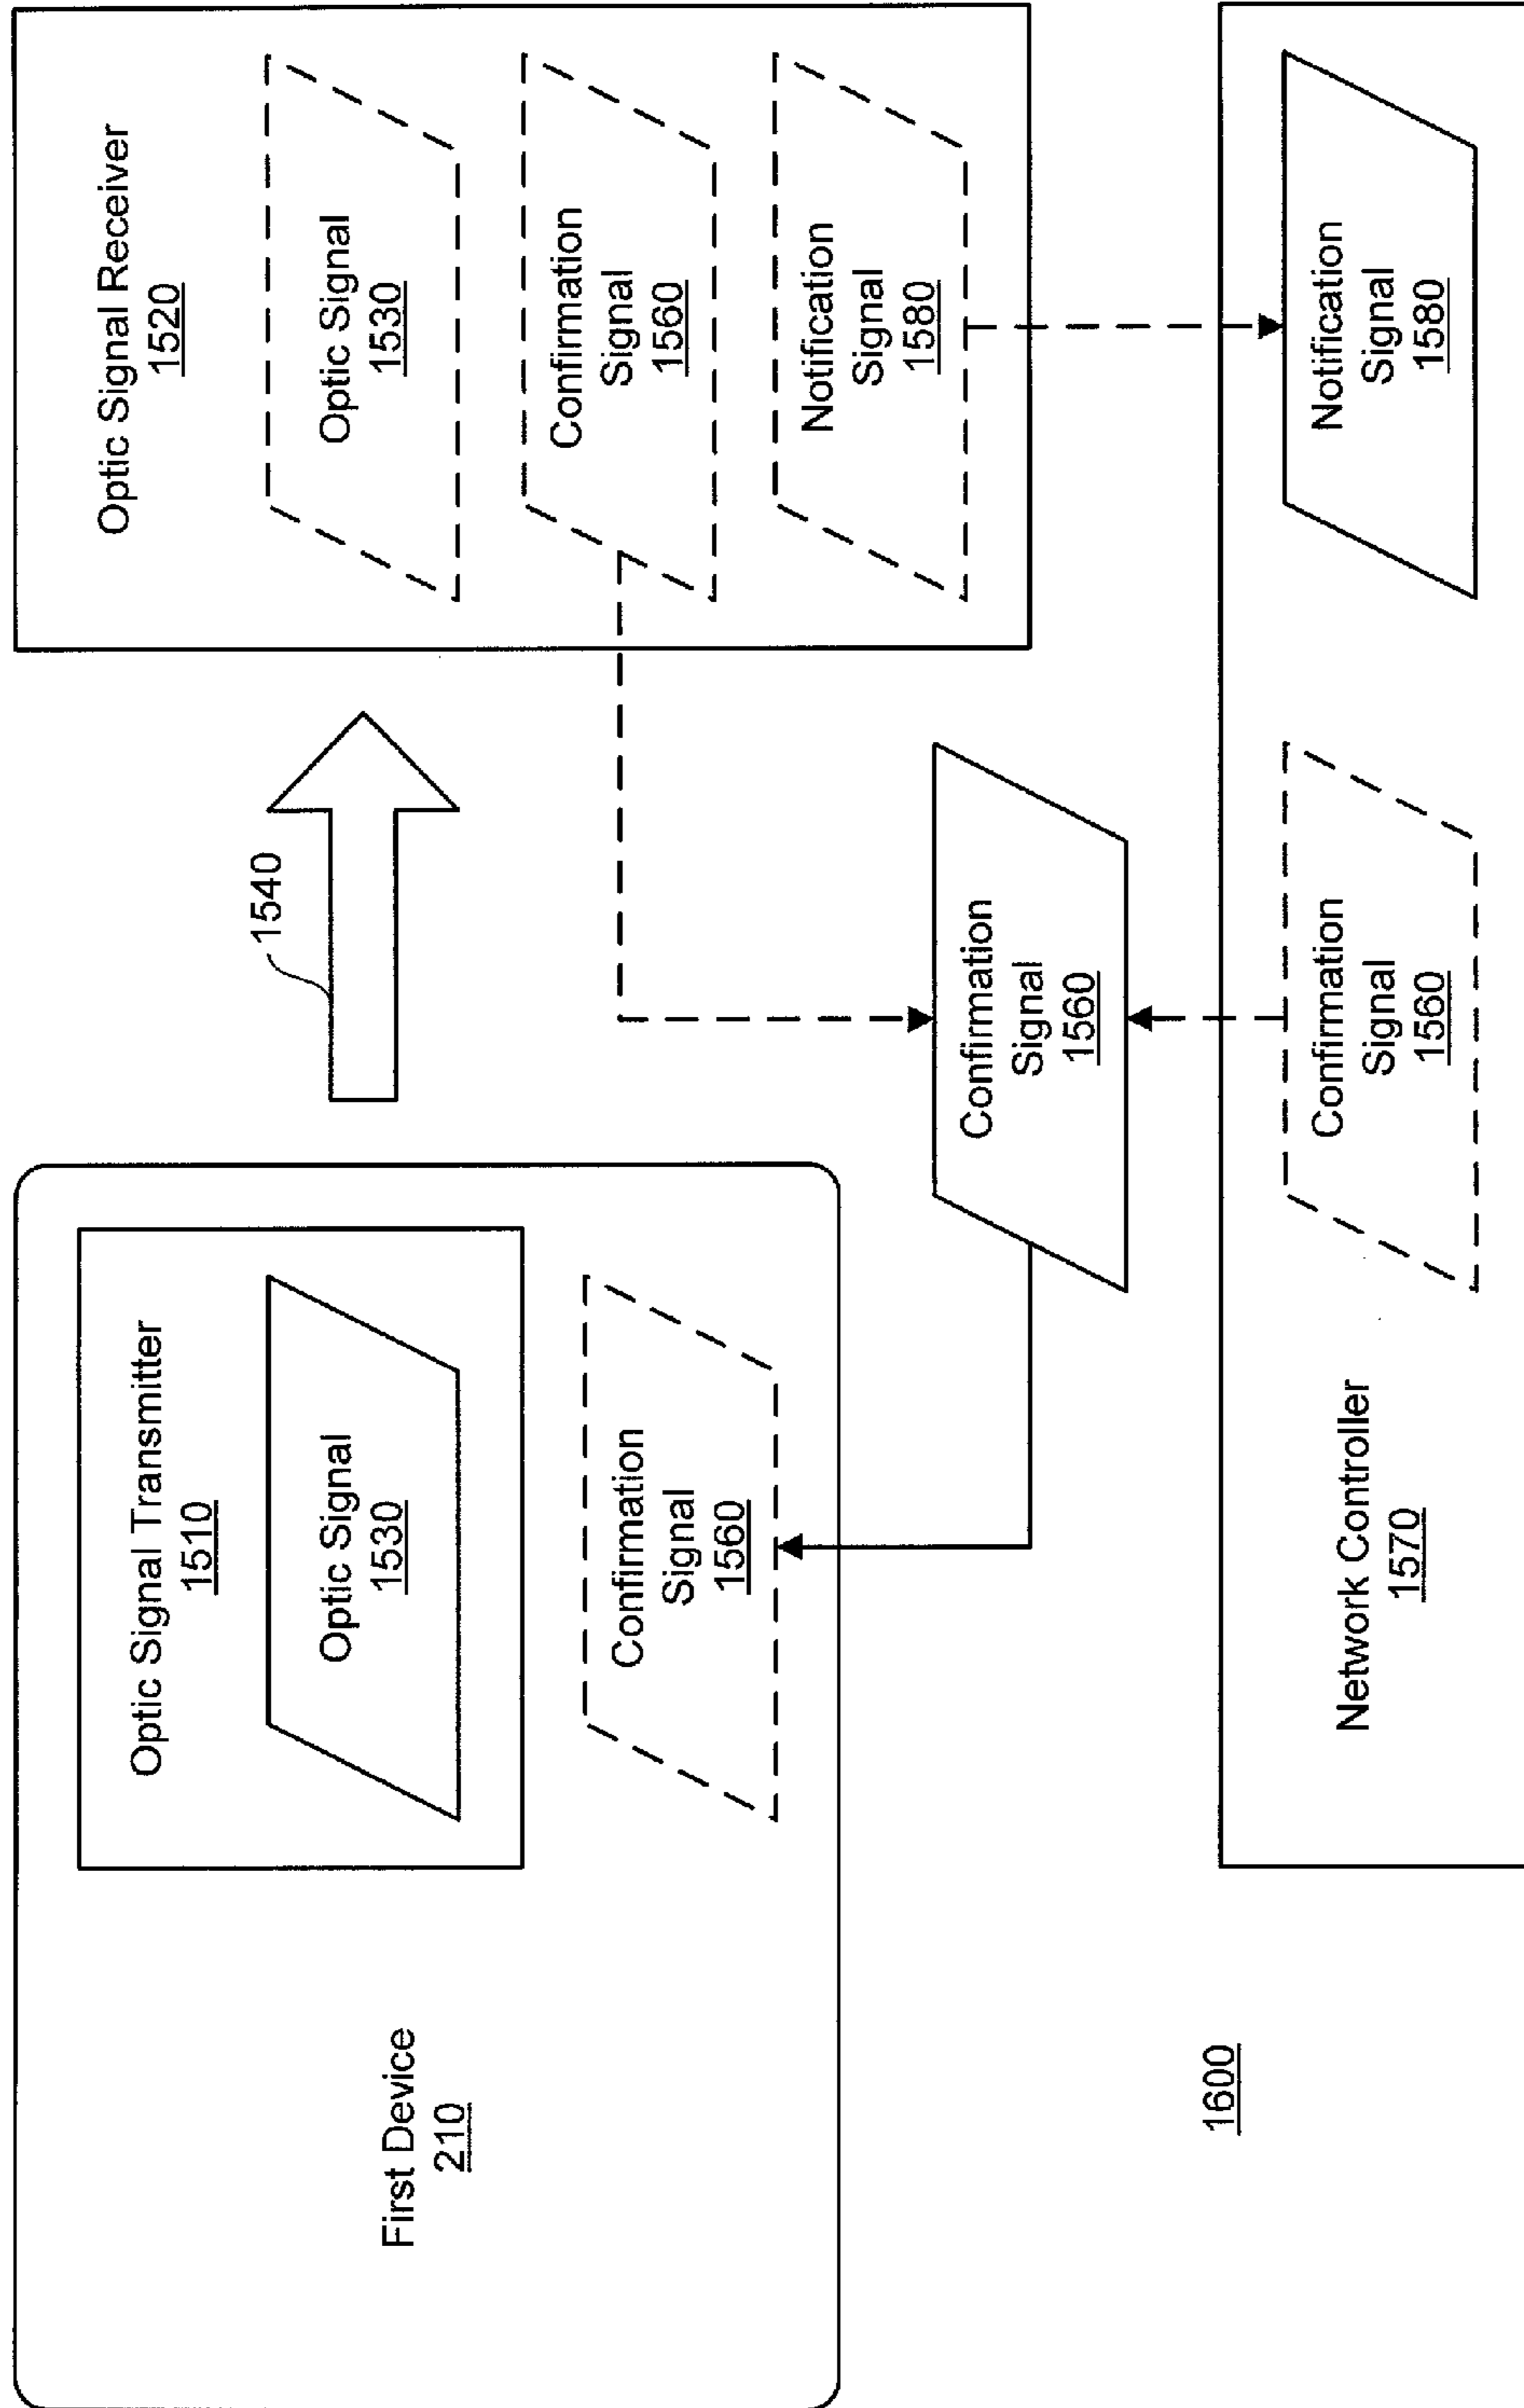 First Device
210
Optic Signal Transmitter
1510
Optic Signal
1530
Confirmation
Signal
1560
1540
Optic Signal Receiver
1520
Optic Signal
1530
Confirmation
Signal
1560
Notification
Signal
1580
Confirmation
Signal
1560
1600
Network Controller
1570
Confirmation
Signal
1560
Notification
Signal
1580